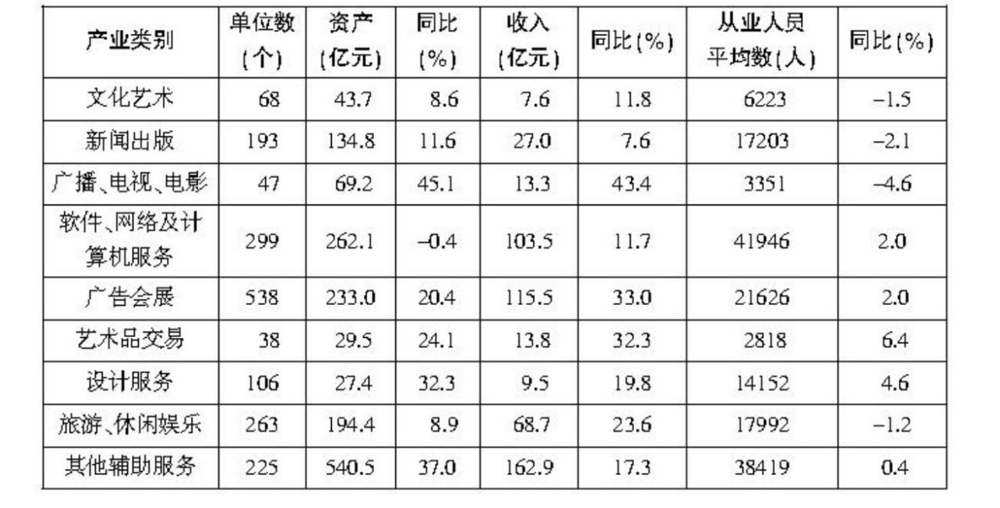 产业类别 单位数(个) 资产(亿元) 同比(%) 收入(亿元) 同比(%) 从业人员平均数(人) 同比(%)
文化艺术 68 43.7 8.6 7.6 11.8 6223 –1.5
新闻出版 193 134.8 11.6 27.0 7.6 17203 –2.1
广播、电视、电影 47 69.2 45.1 13.3 43.4 3351 –4.6
软件、网络及计算机服务 299 262.1 –0.4 103.5 11.7 41946 2.0
广告会展 538 233.0 20.4 115.5 33.0 21626 2.0
艺术品交易 38 29.5 24.1 13.8 32.3 2818 6.4
设计服务 106 27.4 32.3 9.5 19.8 14152 4.6
旅游、休闲娱乐 263 194.4 8.9 68.7 23.6 17992 –1.2
其他辅助服务 225 540.5 37.0 162.9 17.3 38419 0.4